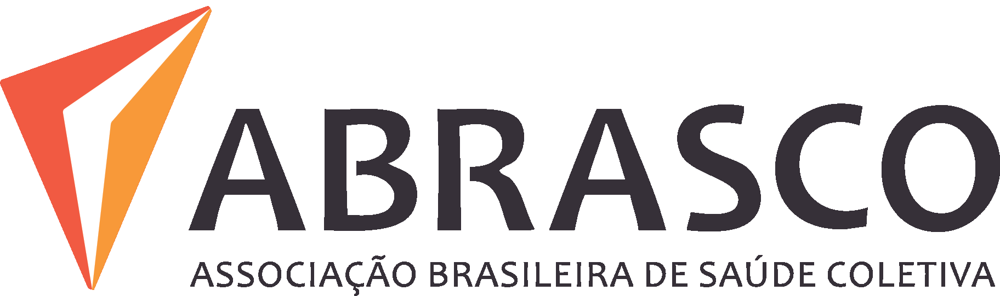 ABRASCO
ASSOCIAÇÃO BRASILEIRA DE SAÚDE COLETIVA